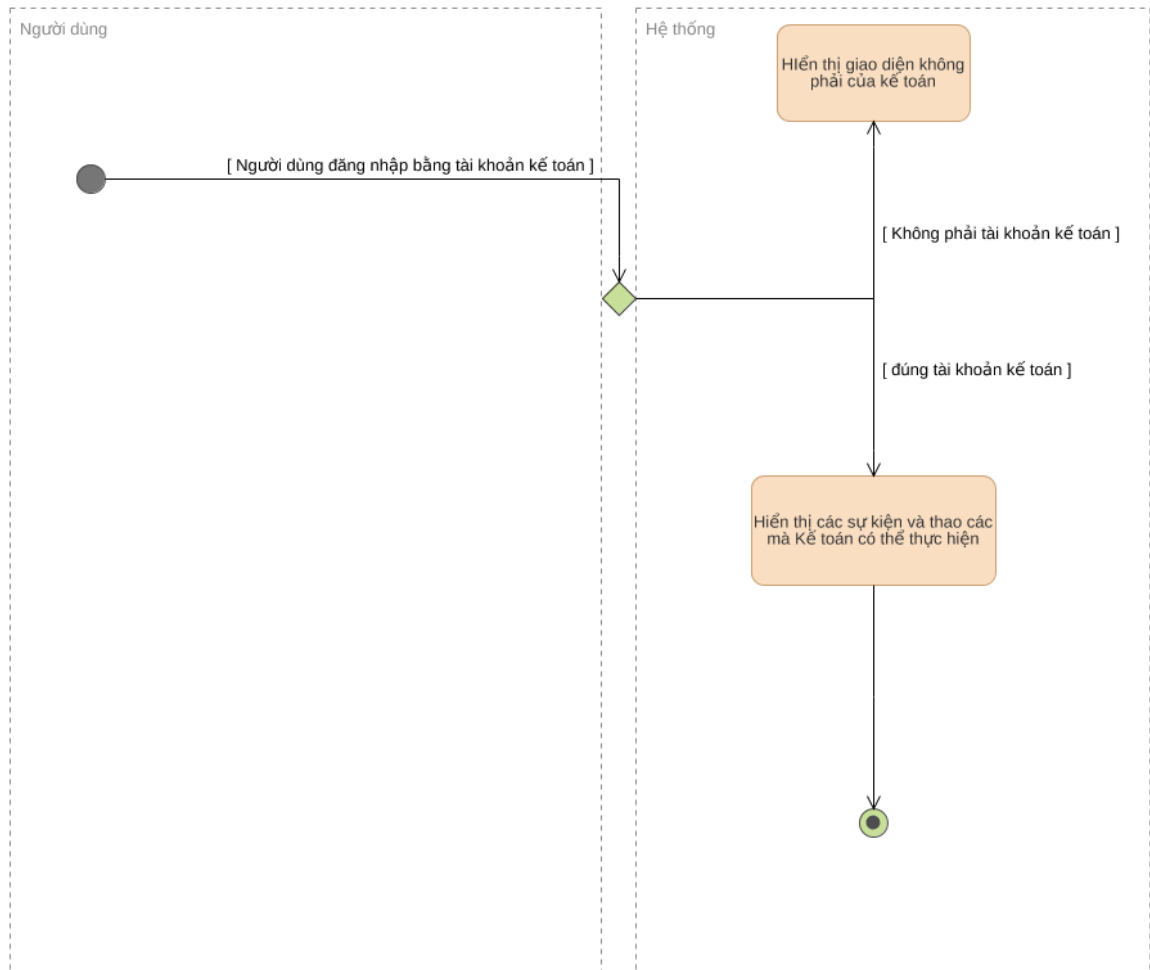 Người dùng
Hệ thống
HIển thị giao diện không
phải của kế toán
[ Người dùng đăng nhập bằng tài khoản kế toán ]
[ Không phải tài khoản kế toán ]
[ đúng tài khoản kế toán ]
Hiển thị các sự kiện và thao các
mà Kế toán có thể thực hiện